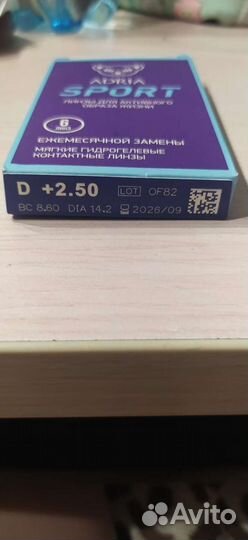 ADRIA
SPORT
ЛИНЗЫ ДЛЯ АКТИВНОГО
ОБРАЗА ЖИЗНИ
6
ЕЖЕМЕСЯЧНОЙ ЗАМЕНЫ
МЯГКИЕ ГИДРОГЕЛЕВЫЕ
КОНТАКТНЫЕ ЛИНЗЫ
D +2.50 LOT OF82
BC 8.60 DIA 14.2 2026/09
Avito